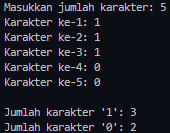 Masukkan jumlah karakter: 5
Karakter ke-1: 1
Karakter ke-2: 1
Karakter ke-3: 1
Karakter ke-4: 0
Karakter ke-5: 0
Jumlah karakter '1': 3
Jumlah karakter '0': 2